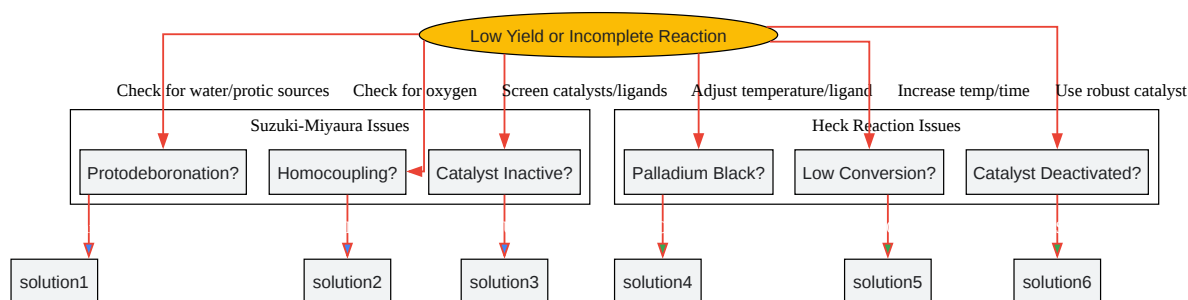 Low Yield or Incomplete Reaction
Check for water/protic sources
Check for oxygen
Screen catalysts/ligands
Adjust temperature/ligand
Increase temp/time
Use robust catalyst
Suzuki-Miyaura Issues
Heck Reaction Issues
Protodeboronation?
Homocoupling?
Catalyst Inactive?
Palladium Black?
Low Conversion?
Catalyst Deactivated?
solution1
solution2
solution3
solution4
solution5
solution6